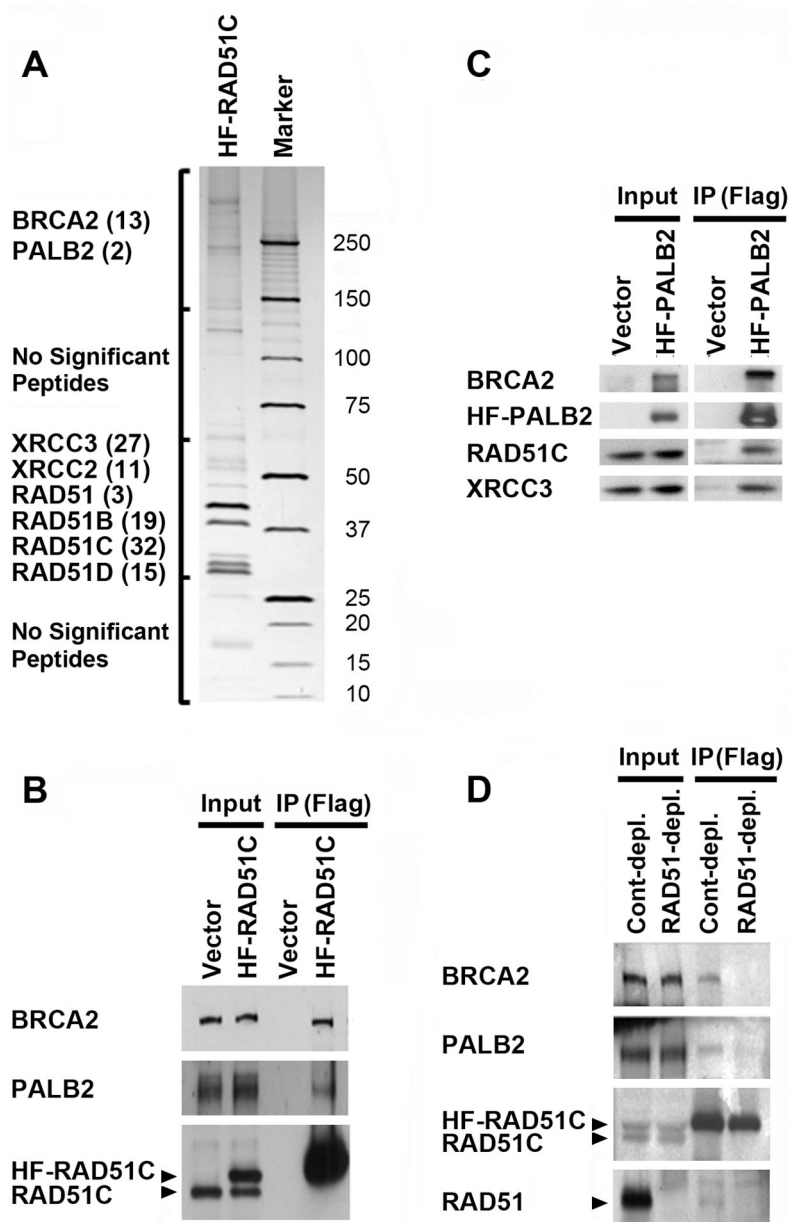 A
HF-RAD51C
Marker
BRCA2 (13)
PALB2 (2)
No Significant
Peptides
XRCC3 (27)
XRCC2 (11)
RAD51 (3)
RAD51B (19)
RAD51C (32)
RAD51D (15)
No Significant
Peptides
250
150
100
75
50
37
25
20
15
10
C
Input IP (Flag)
Vector
HF-PALB2
Vector
HF-PALB2
BRCA2
HF-PALB2
RAD51C
XRCC3
B
Input IP (Flag)
Vector
HF-RAD51C
Vector
HF-RAD51C
BRCA2
PALB2
HF-RAD51C
RAD51C
D
Input IP (Flag)
Cont-depl.
RAD51-depl.
Cont-depl.
RAD51-depl.
BRCA2
PALB2
HF-RAD51C
RAD51C
RAD51